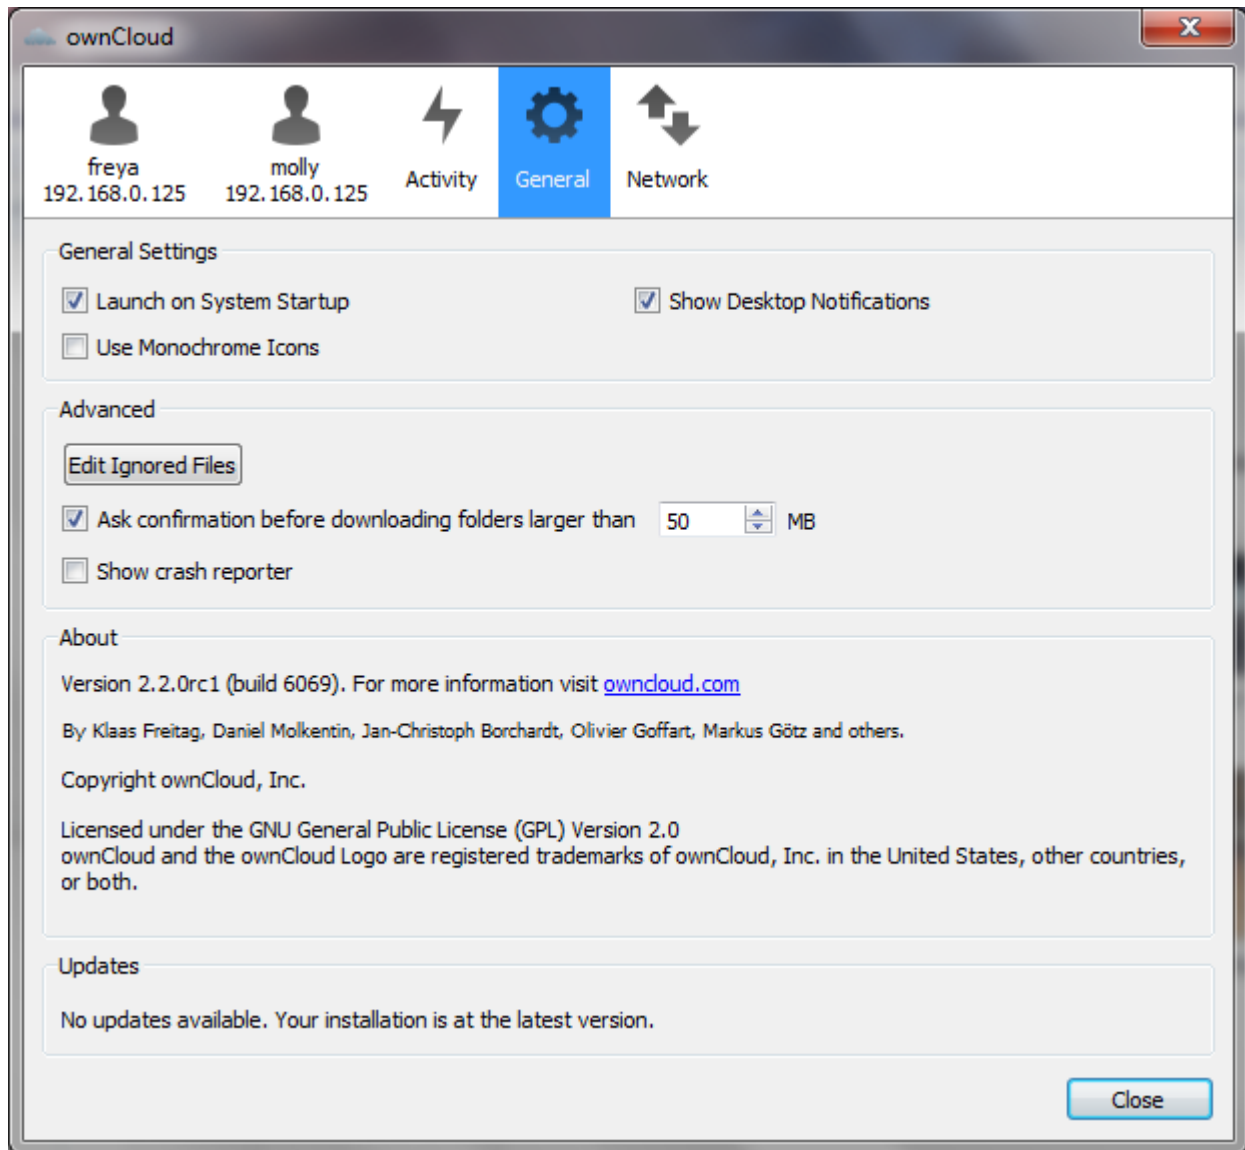 ownCloud
freya
192.168.0.125
molly
192.168.0.125
Activity
General
Network
General Settings
Launch on System Startup
Show Desktop Notifications
Use Monochrome Icons
Advanced
Edit Ignored Files
Ask confirmation before downloading folders larger than 50 MB
Show crash reporter
About
Version 2.2.0rc1 (build 6069). For more information visit owncloud.com
By Klaas Freitag, Daniel Molkentin, Jan-Christoph Borchardt, Olivier Goffart, Markus Götz and others.
Copyright ownCloud, Inc.
Licensed under the GNU General Public License (GPL) Version 2.0
ownCloud and the ownCloud Logo are registered trademarks of ownCloud, Inc. in the United States, other countries,
or both.
Updates
No updates available. Your installation is at the latest version.
Close